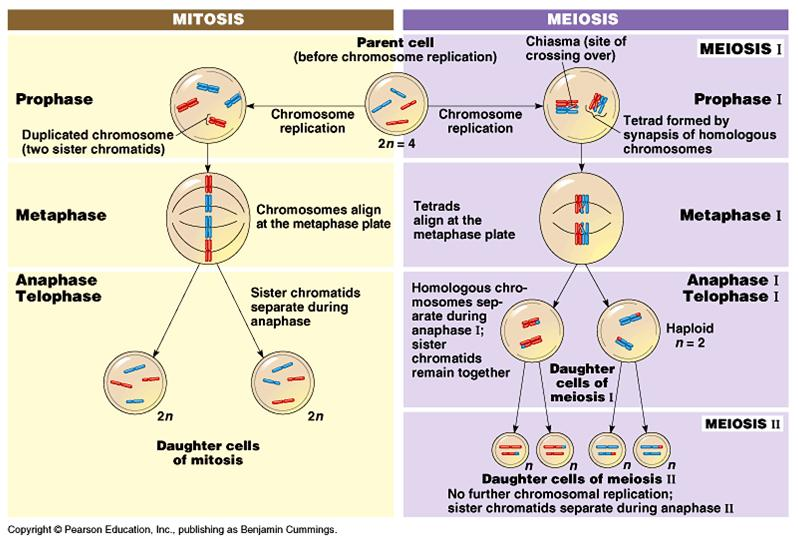 MITOSIS
MEIOSIS
Parent cell
(before chromosome replication)
Chiasma (site of
crossing over)
MEIOSIS I
Prophase
Chromosome
replication
Chromosome
replication
Prophase I
Duplicated chromosome
(two sister chromatids)
2n = 4
Tetrad formed by
synapsis of homologous
chromosomes
Metaphase
Chromosomes align
at the metaphase plate
Tetrads
align at the
metaphase plate
Metaphase I
Anaphase
Telophase
Sister chromatids
separate during
anaphase
Homologous chro-
mosomes sep-
arate during
anaphase I;
sister
chromatids
remain together
Anaphase I
Telophase I
Haploid
n = 2
Daughter
cells of
meiosis I
2n
2n
Daughter cells
of mitosis
MEIOSIS II
n
n
n
n
Daughter cells of meiosis II
No further chromosomal replication;
sister chromatids separate during anaphase II
Copyright © Pearson Education, Inc., publishing as Benjamin Cummings.